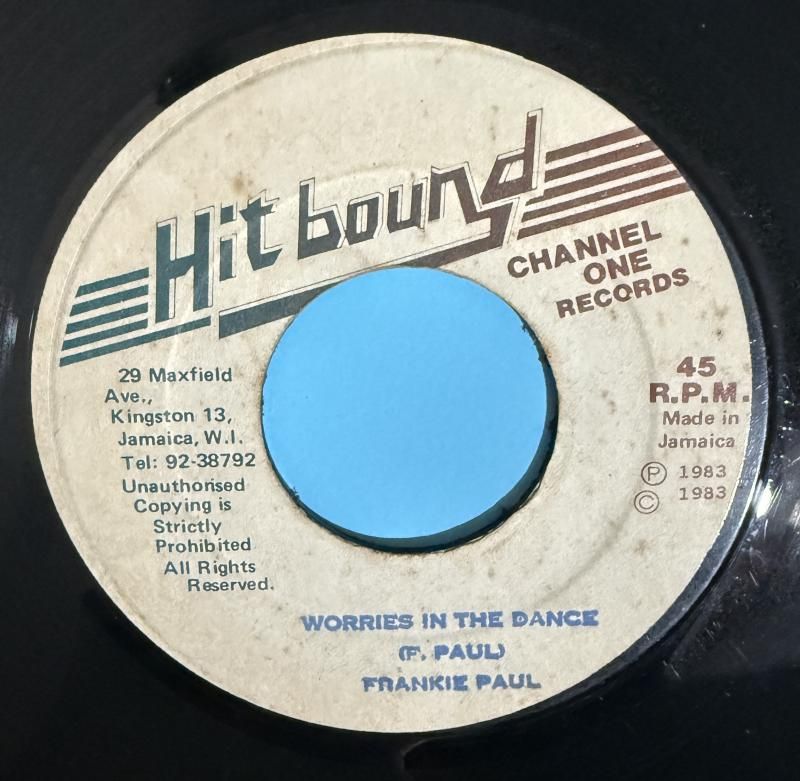 Hit bound
CHANNEL
ONE
RECORDS
29 Maxfield
Ave.,
Kingston 13,
Jamaica, W.I.
Tel: 92-38792
Unauthorised
Copying is
Strictly
Prohibited
All Rights
Reserved.
45
R.P.M.
Made in
Jamaica
Ⓟ 1983
© 1983
WORRIES IN THE DANCE
(F. PAUL)
FRANKIE PAUL